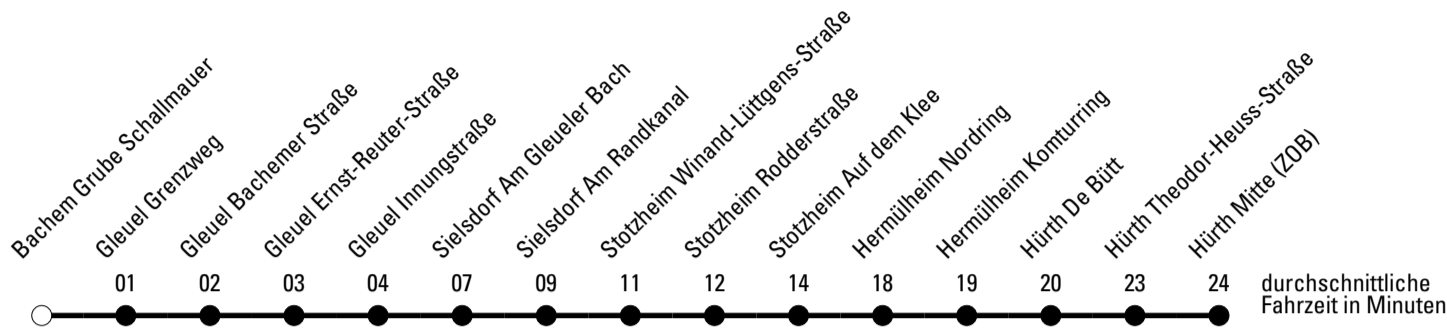 Bachem Grube Schallmauer
Gleuel Grenzweg
Gleuel Bachemer Straße
Gleuel Ernst-Reuter-Straße
Gleuel Innungstraße
Sielsdorf Am Gleueler Bach
Sielsdorf Am Randkanal
Stotzheim Winand-Lüttgens-Straße
Stotzheim Rodderstraße
Stotzheim Auf dem Klee
Hermülheim Nordring
Hermülheim Komturring
Hürth De Bütt
Hürth Theodor-Heuss-Straße
Hürth Mitte (ZOB)
01 02 03 04 07 09 11 12 14 18 19 20 23 24
durchschnittliche
Fahrzeit in Minuten